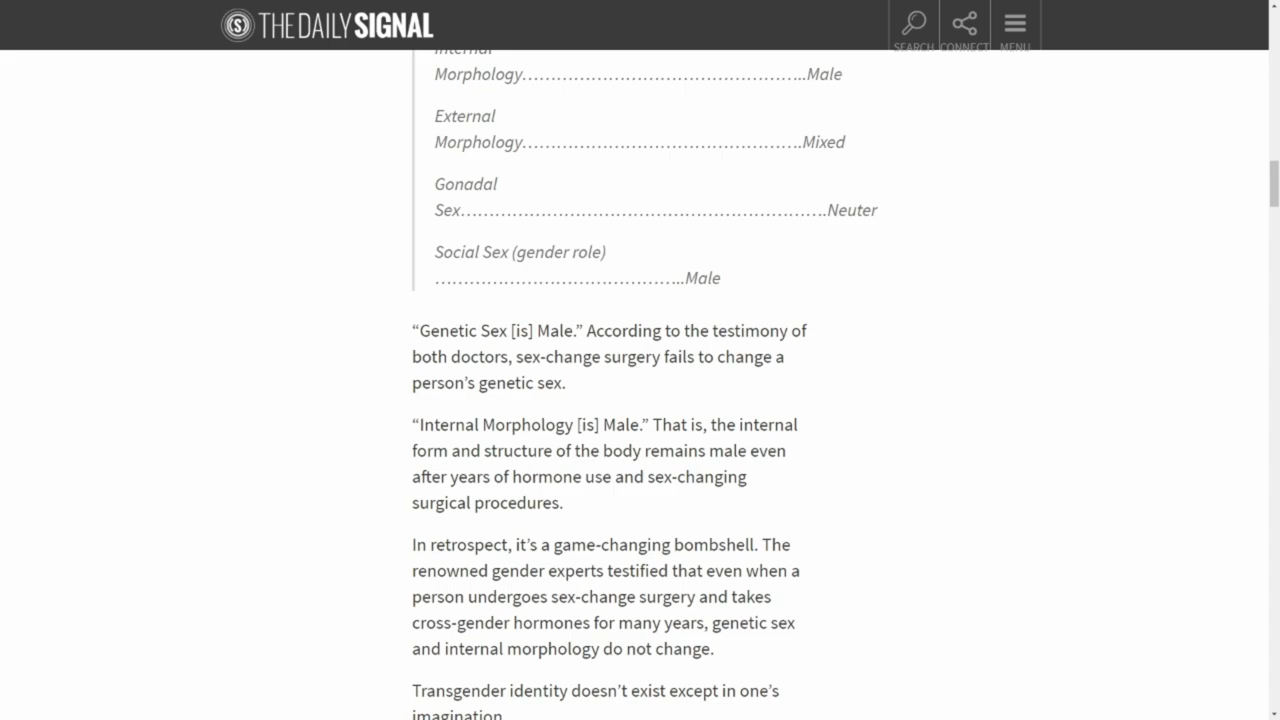 THE DAILY SIGNAL
SEARCH CONNECT MENU
Internal
Morphology…………………………………………..Male
External
Morphology………………………………………….Mixed
Gonadal
Sex……………………………………………………….Neuter
Social Sex (gender role)
……………………………………..Male
“Genetic Sex [is] Male.” According to the testimony of
both doctors, sex-change surgery fails to change a
person’s genetic sex.
“Internal Morphology [is] Male.” That is, the internal
form and structure of the body remains male even
after years of hormone use and sex-changing
surgical procedures.
In retrospect, it’s a game-changing bombshell. The
renowned gender experts testified that even when a
person undergoes sex-change surgery and takes
cross-gender hormones for many years, genetic sex
and internal morphology do not change.
Transgender identity doesn’t exist except in one’s
imagination